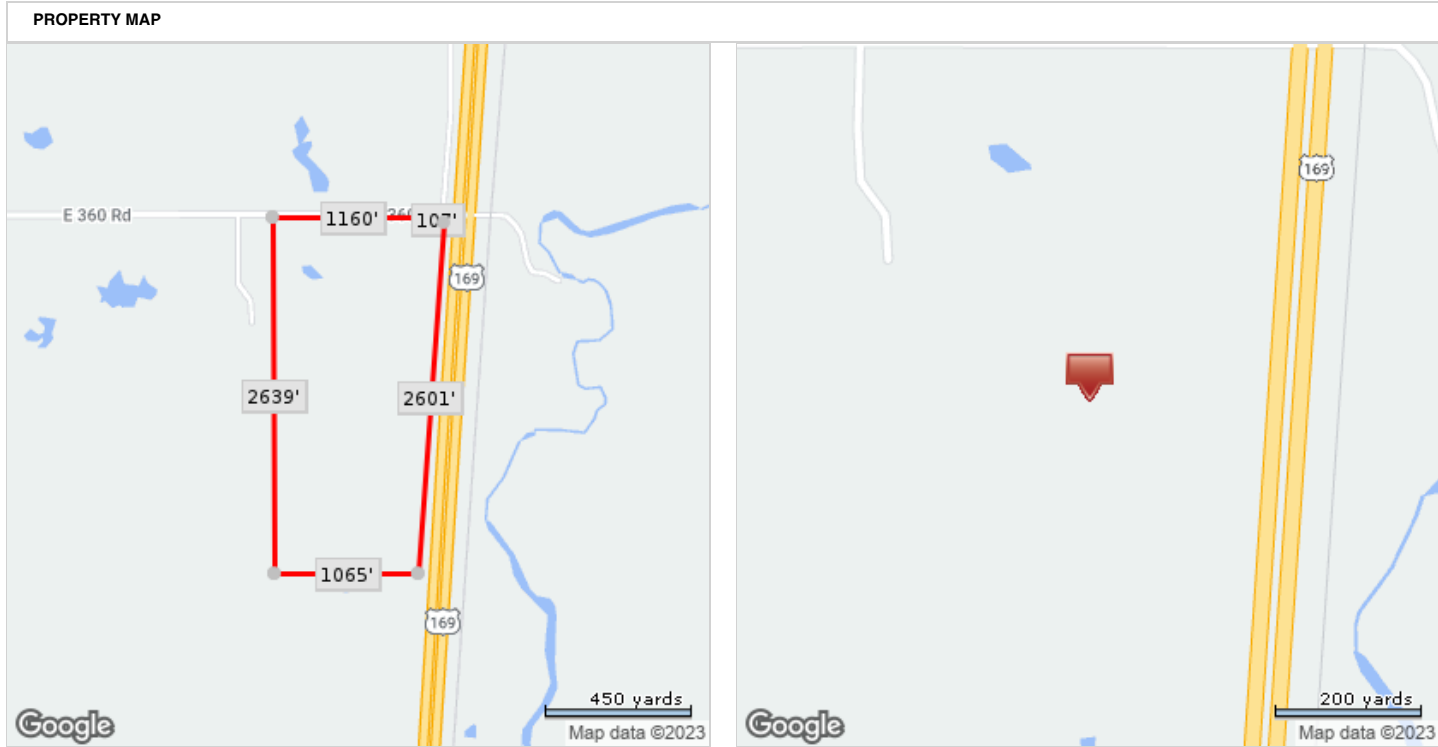 PROPERTY MAP
E 360 Rd
1160'
107'
169
2639'
2601'
1065'
169
450 yards
Google
Map data ©2023
169
200 yards
Google
Map data ©2023